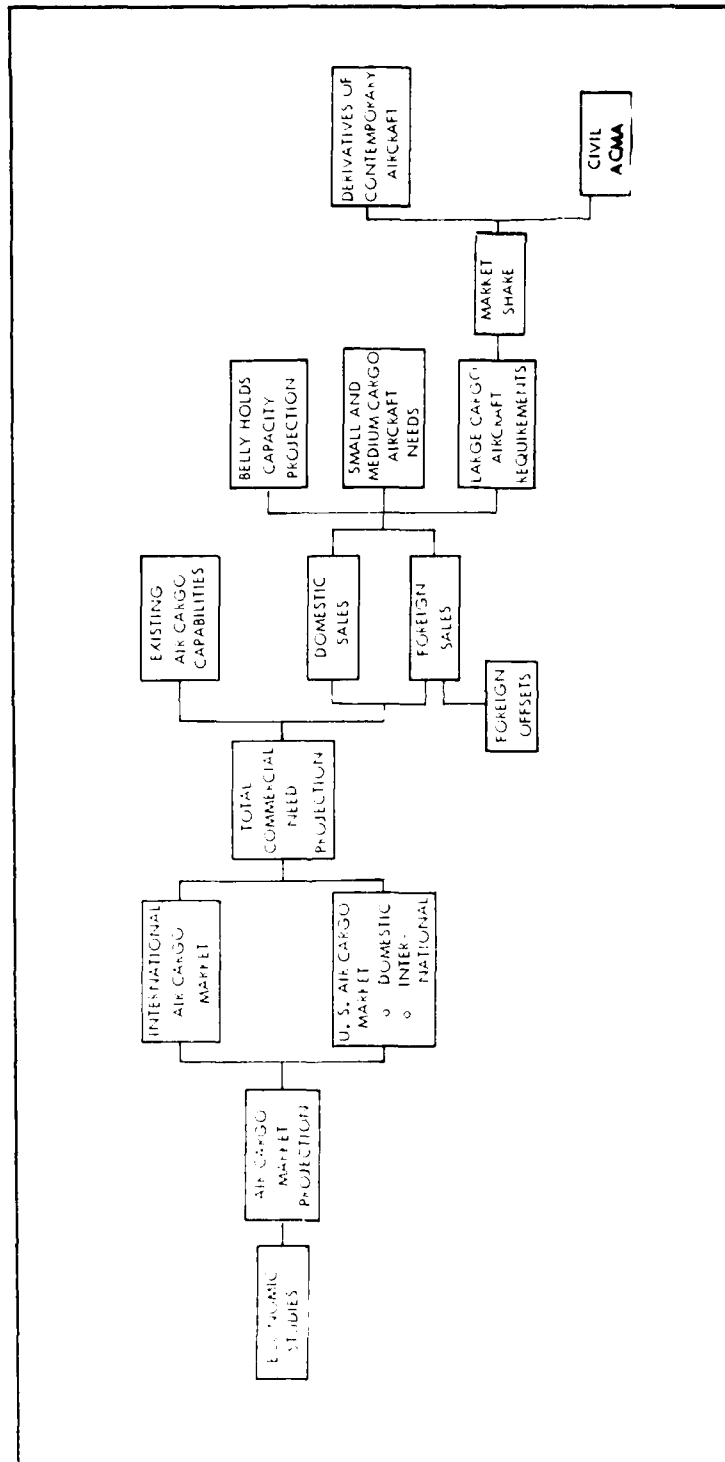 ECONOMIC
STUDIES
AIR CARGO
MARKET
PROJECTION
INTERNATIONAL
AIR CARGO
MARKET
U. S. AIR CARGO
MARKET
o DOMESTIC
o INTER-
NATIONAL
TOTAL
COMMERCIAL
NEED
PROJECTION
EXISTING
AIR CARGO
CAPABILITIES
DOMESTIC
SALES
FOREIGN
SALES
FOREIGN
OFFSETS
BELLY HOLDS
CAPACITY
PROJECTION
SMALL AND
MEDIUM CARGO
AIRCRAFT
NEEDS
LARGE CARGO
AIRCRAFT
REQUIREMENTS
MARKET
SHARE
DERIVATIVES OF
CONTEMPORARY
AIRCRAFT
CIVIL
ACMA